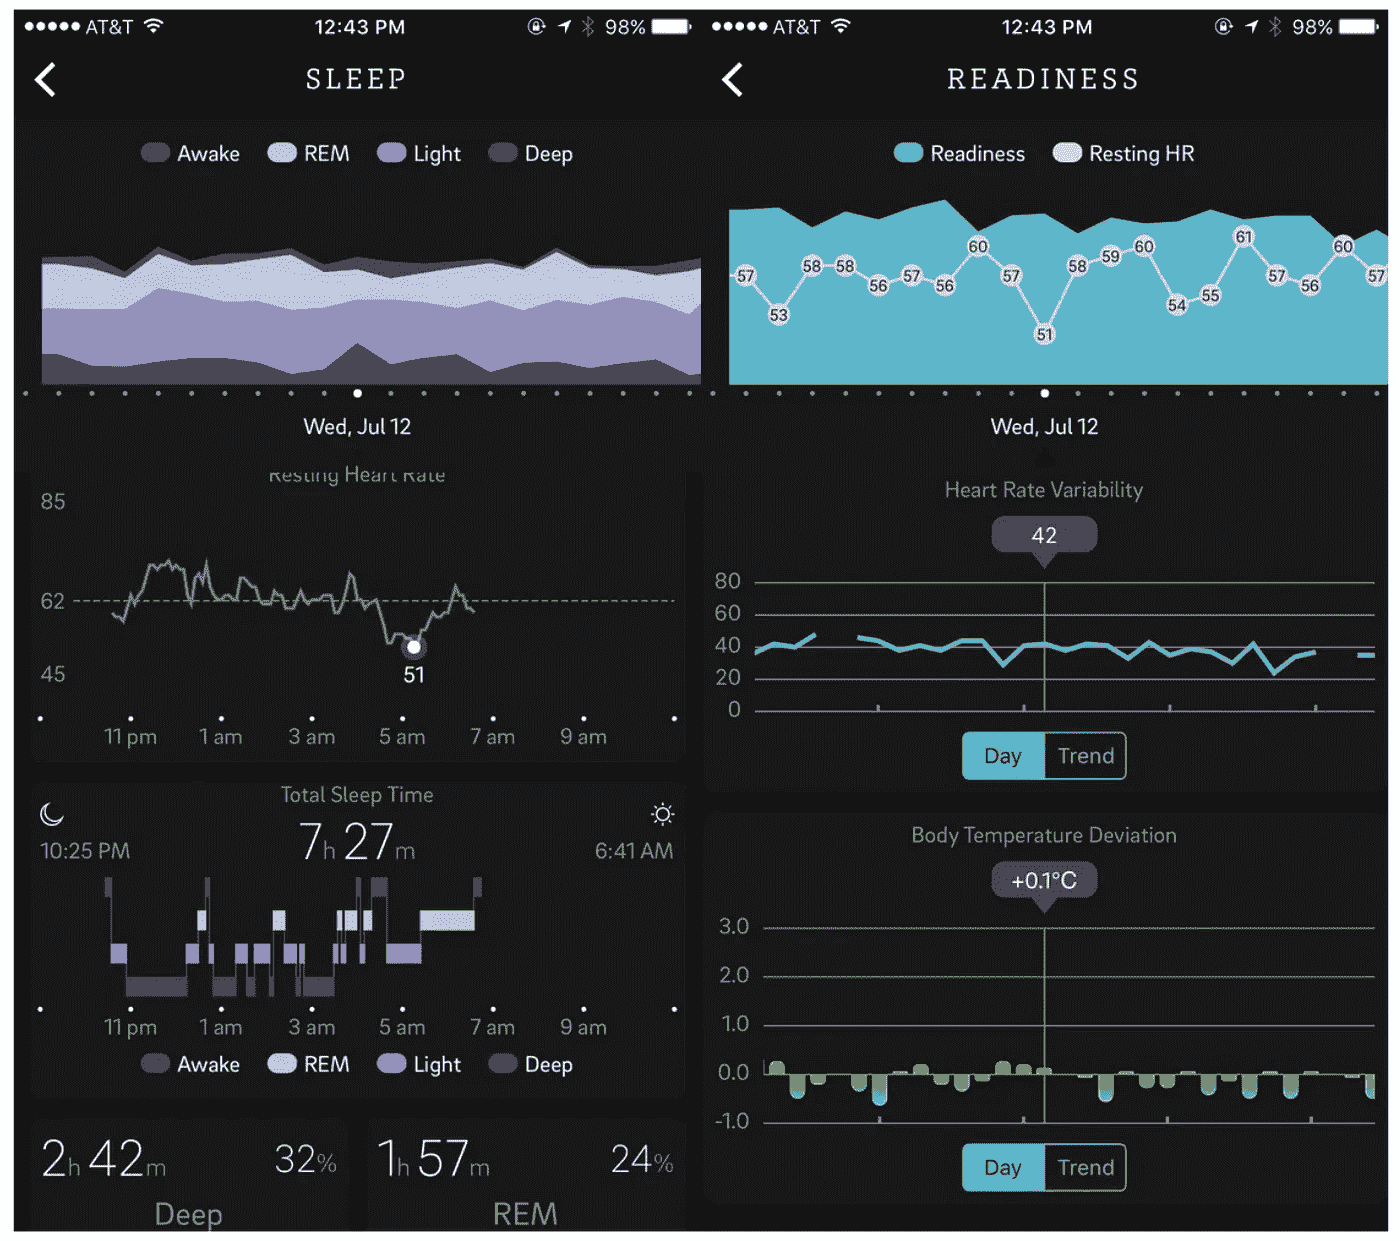 AT&T 12:43 PM 98%
SLEEP
Awake REM Light Deep
Wed, Jul 12
Resting Heart Rate
85
62
51
45
11 pm 1 am 3 am 5 am 7 am 9 am
Total Sleep Time
7h 27m
10:25 PM 6:41 AM
11 pm 1 am 3 am 5 am 7 am 9 am
Awake REM Light Deep
2h 42m 32% 1h 57m 24%
Deep REM
AT&T 12:43 PM 98%
READINESS
Readiness Resting HR
57 53 58 58 56 57 56 60 57 51 58 59 60 54 55 61 57 56 60 57
Wed, Jul 12
Heart Rate Variability
42
80
60
40
20
0
Day Trend
Body Temperature Deviation
+0.1°C
3.0
2.0
1.0
0.0
-1.0
Day Trend